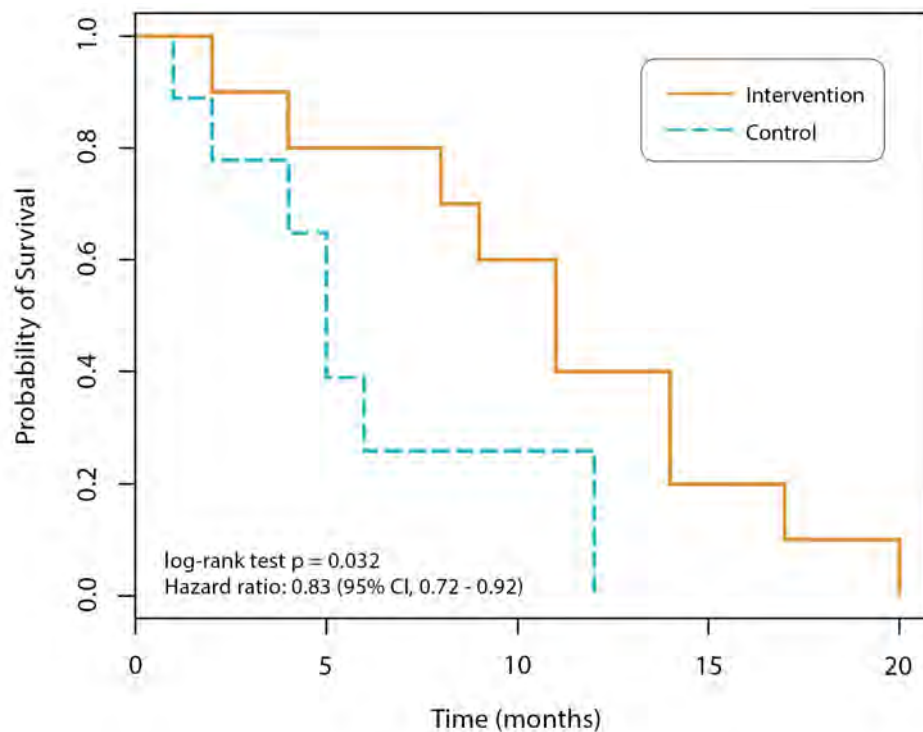 Probability of Survival
1.0
0.8
0.6
0.4
0.2
0.0
Intervention
Control
log-rank test p = 0.032
Hazard ratio: 0.83 (95% CI, 0.72 - 0.92)
0 5 10 15 20
Time (months)